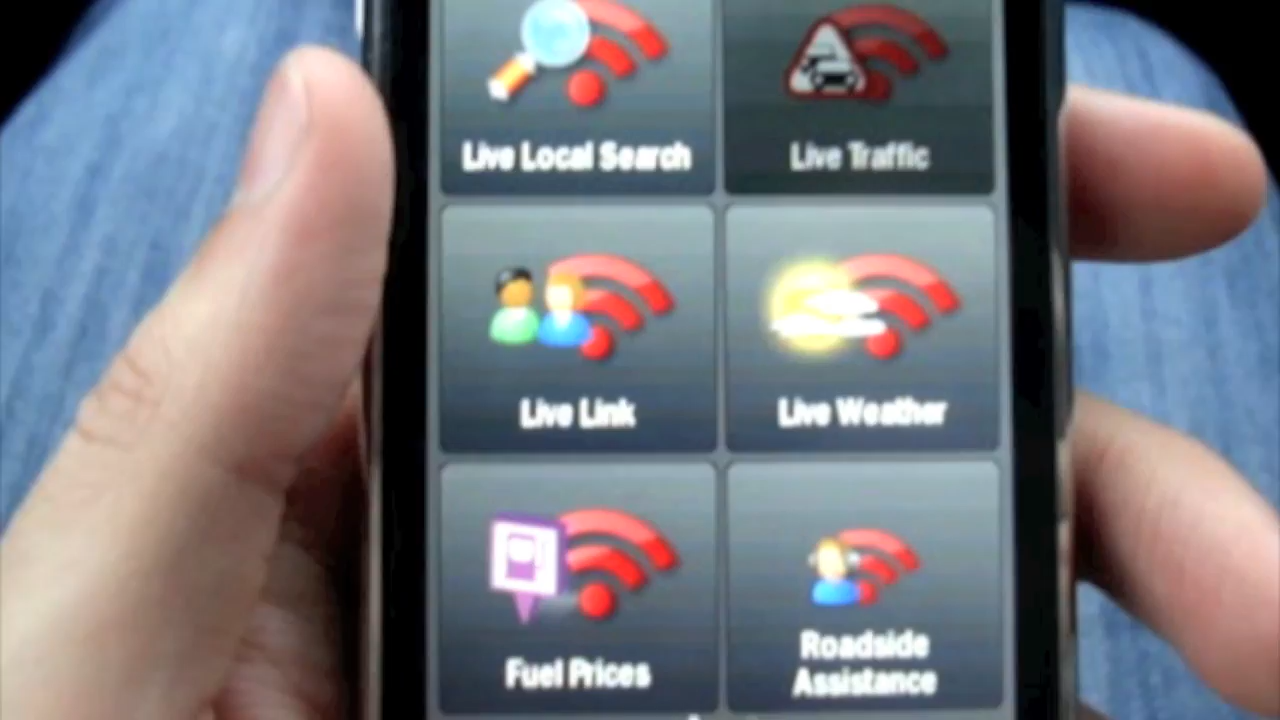 Live Local Search
Live Traffic
Live Link
Live Weather
Fuel Prices
Roadside
Assistance